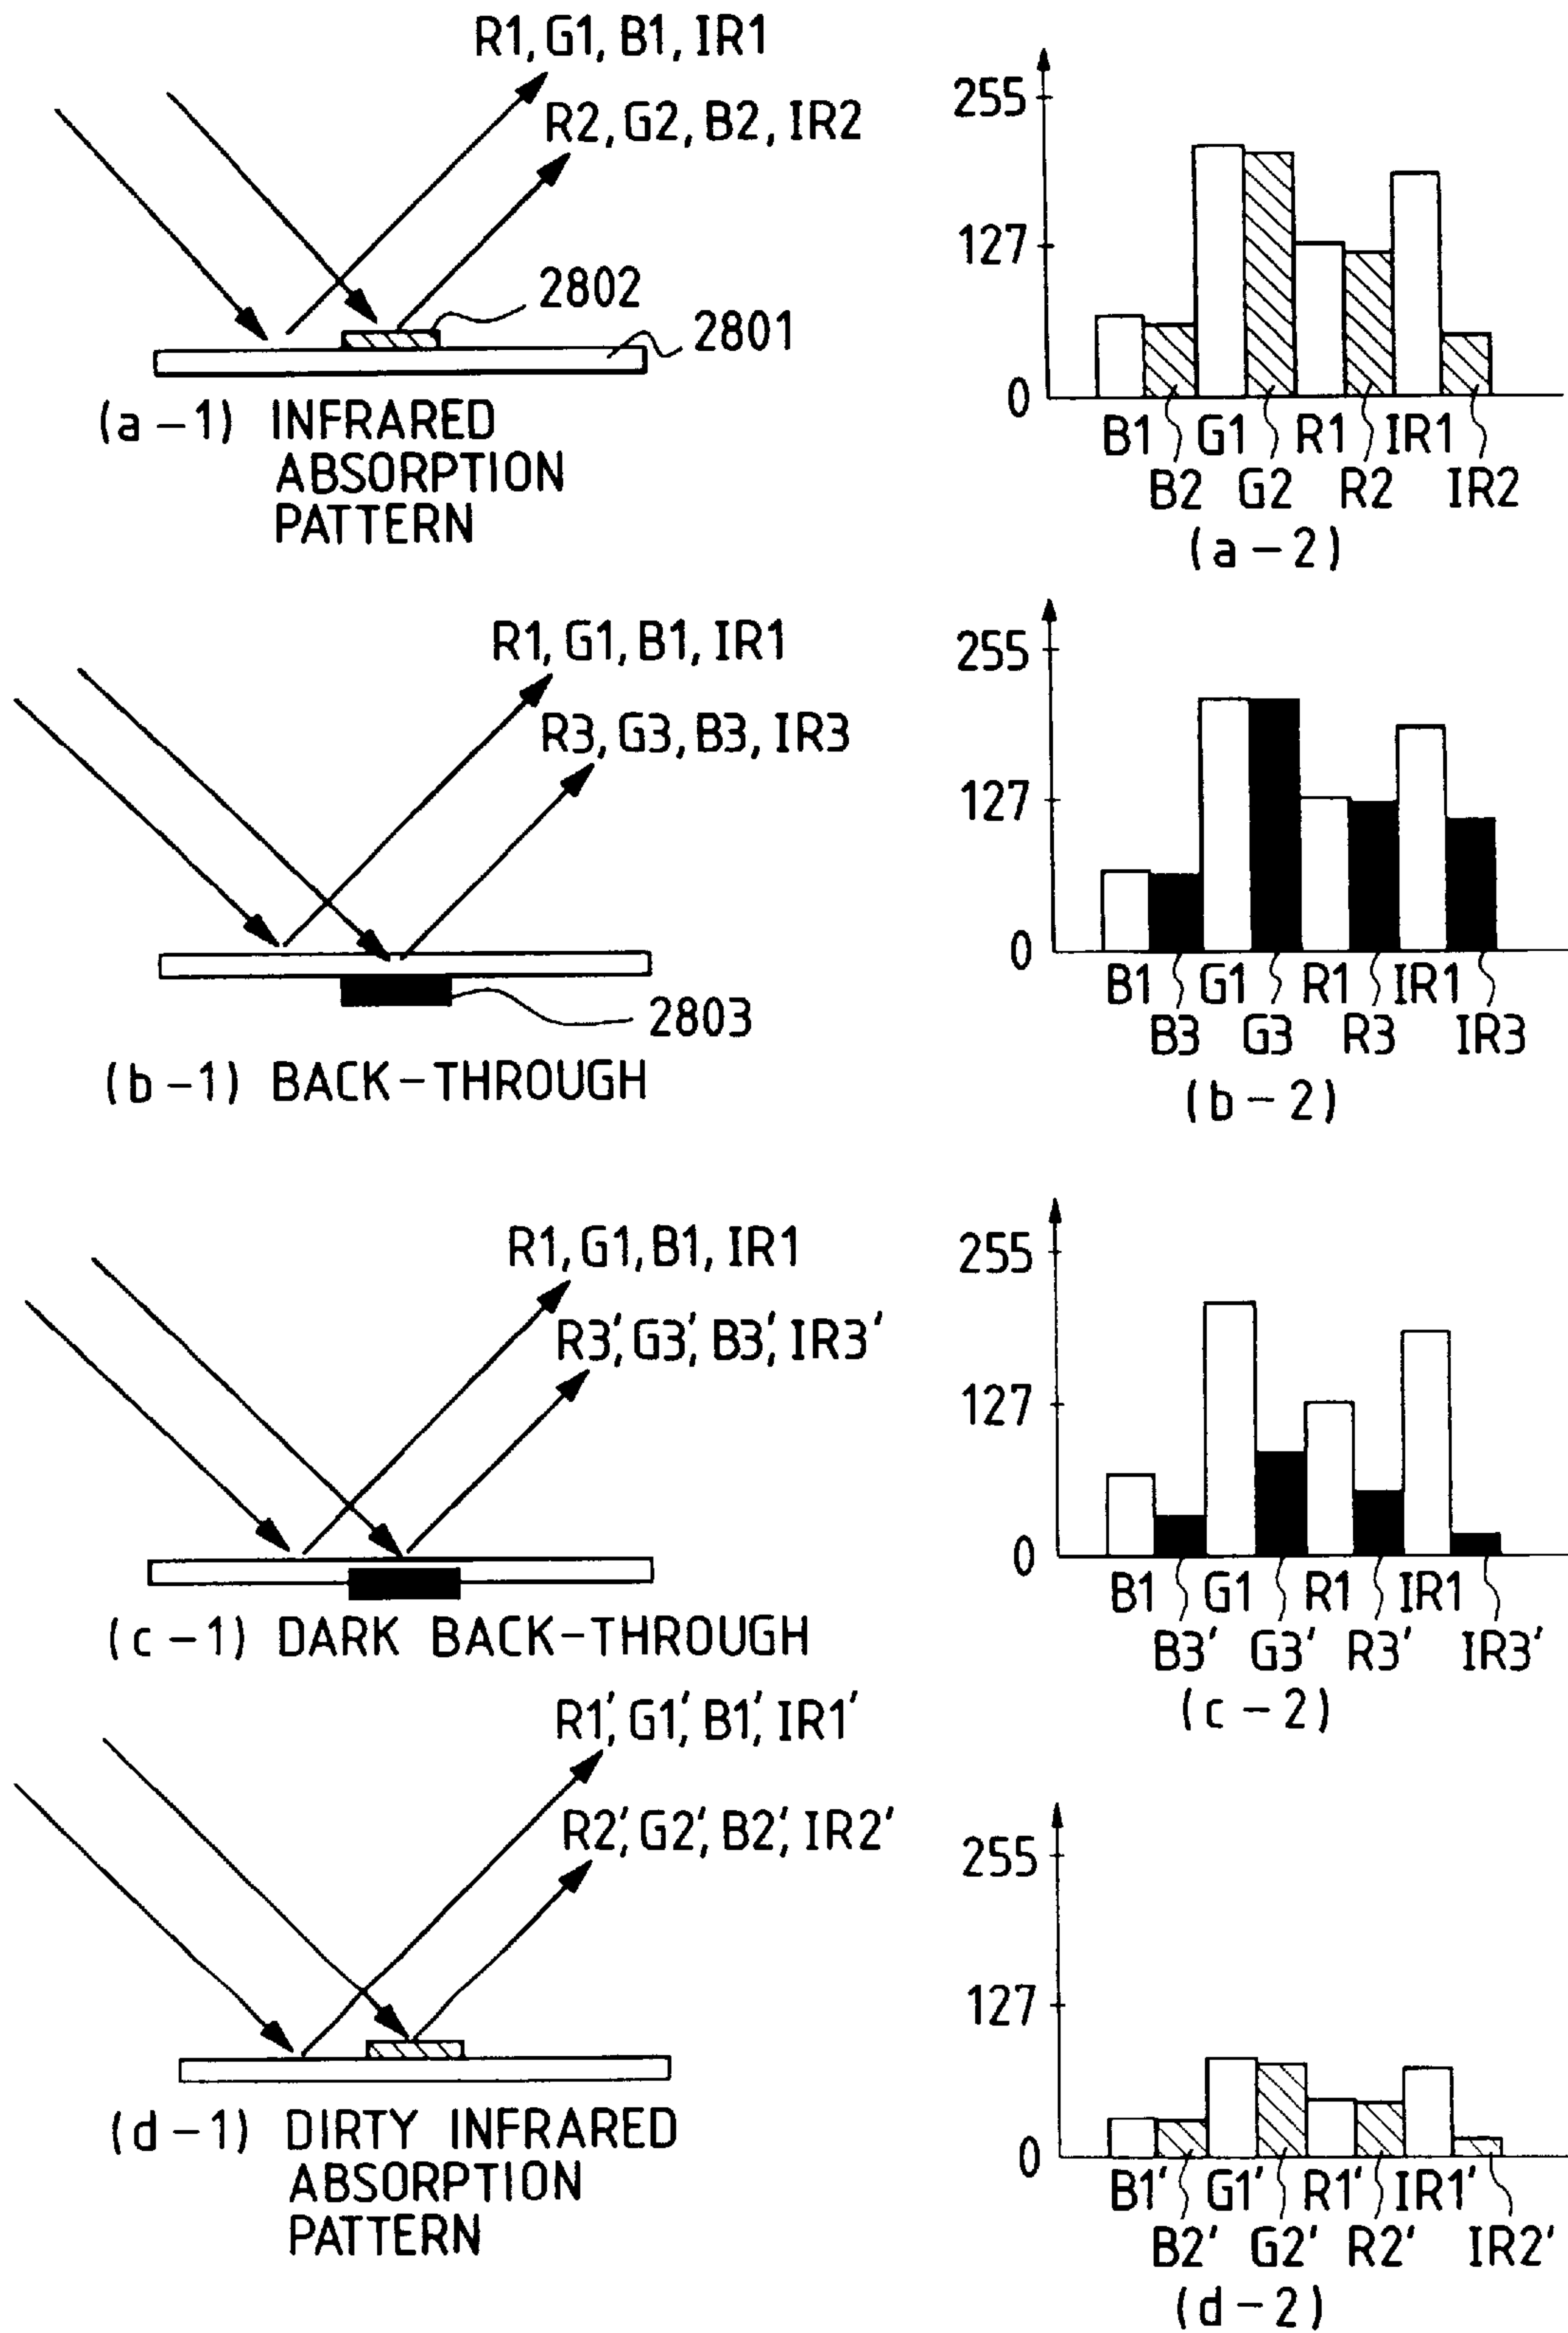 R1, G1, B1, IR1
R2, G2, B2, IR2
2802
2801
(a-1) INFRARED
ABSORPTION
PATTERN
255
127
0
B1 G1 R1 IR1
B2 G2 R2 IR2
(a-2)
R1, G1, B1, IR1
R3, G3, B3, IR3
2803
(b-1) BACK-THROUGH
255
127
0
B1 G1 R1 IR1
B3 G3 R3 IR3
(b-2)
R1, G1, B1, IR1
R3', G3', B3', IR3'
(c-1) DARK BACK-THROUGH
255
127
0
B1 G1 R1 IR1
B3' G3' R3' IR3'
(c-2)
R1', G1', B1', IR1'
R2', G2', B2', IR2'
(d-1) DIRTY INFRARED
ABSORPTION
PATTERN
255
127
0
B1' G1' R1' IR1'
B2' G2' R2' IR2'
(d-2)